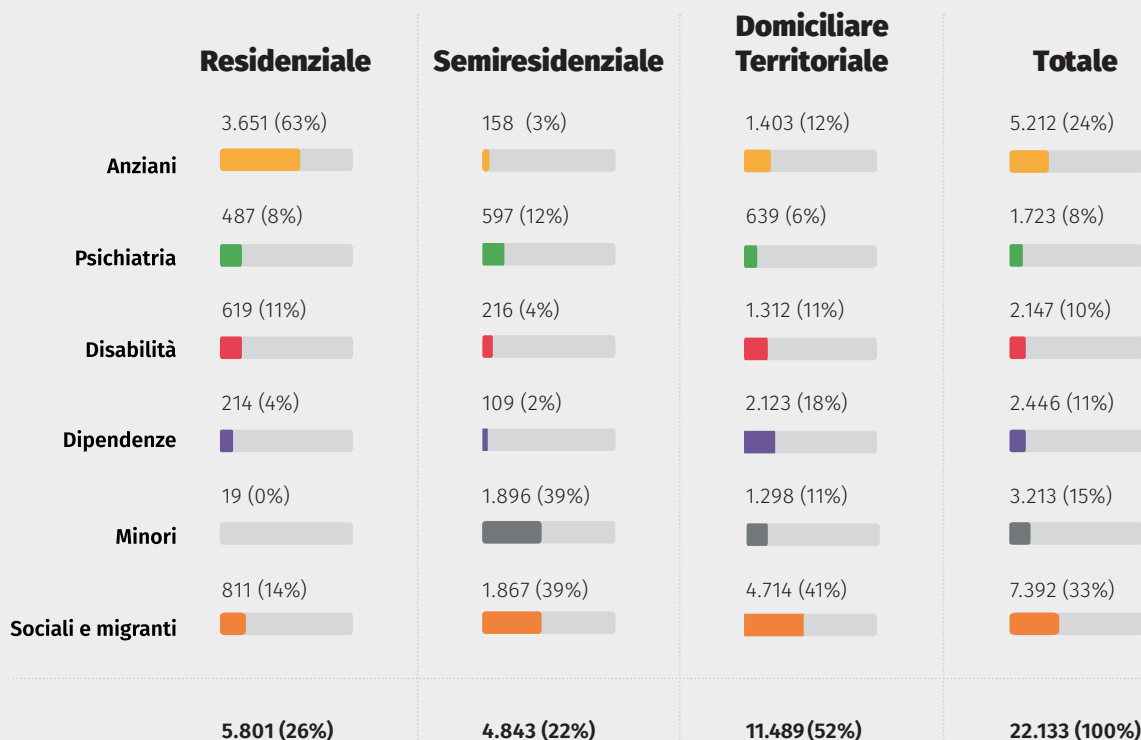 Residenziale Semiresidenziale Domiciliare Territoriale Totale
Anziani 3.651 (63%) 158 (3%) 1.403 (12%) 5.212 (24%)
Psichiatria 487 (8%) 597 (12%) 639 (6%) 1.723 (8%)
Disabilità 619 (11%) 216 (4%) 1.312 (11%) 2.147 (10%)
Dipendenze 214 (4%) 109 (2%) 2.123 (18%) 2.446 (11%)
Minori 19 (0%) 1.896 (39%) 1.298 (11%) 3.213 (15%)
Sociali e migranti 811 (14%) 1.867 (39%) 4.714 (41%) 7.392 (33%)
5.801 (26%) 4.843 (22%) 11.489 (52%) 22.133 (100%)